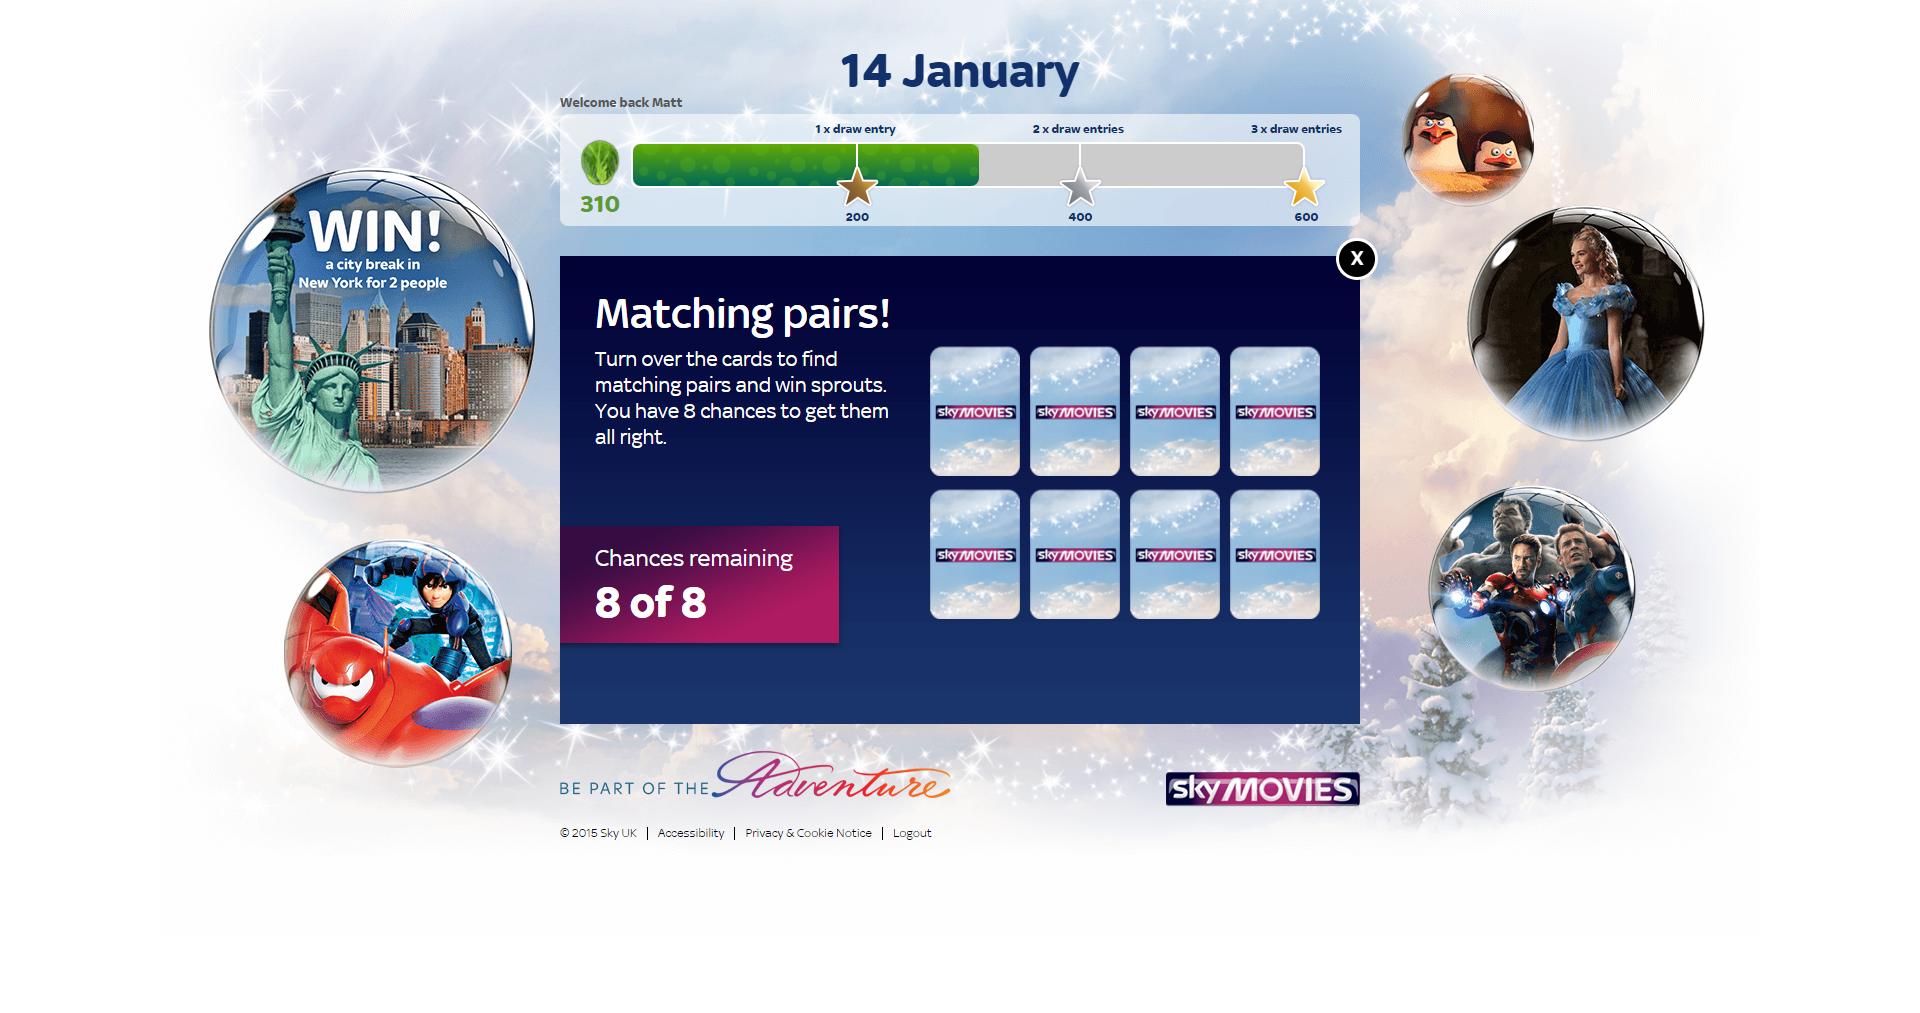 14 January
Welcome back Matt
1 x draw entry
2 x draw entries
3 x draw entries
310
200
400
600
WIN!
a city break in
New York for 2 people
X
Matching pairs!
Turn over the cards to find
matching pairs and win sprouts.
You have 8 chances to get them
all right.
sky MOVIES
sky MOVIES
sky MOVIES
sky MOVIES
sky MOVIES
sky MOVIES
sky MOVIES
sky MOVIES
Chances remaining
8 of 8
BE PART OF THE Adventure
sky MOVIES
© 2015 Sky UK | Accessibility | Privacy & Cookie Notice | Logout